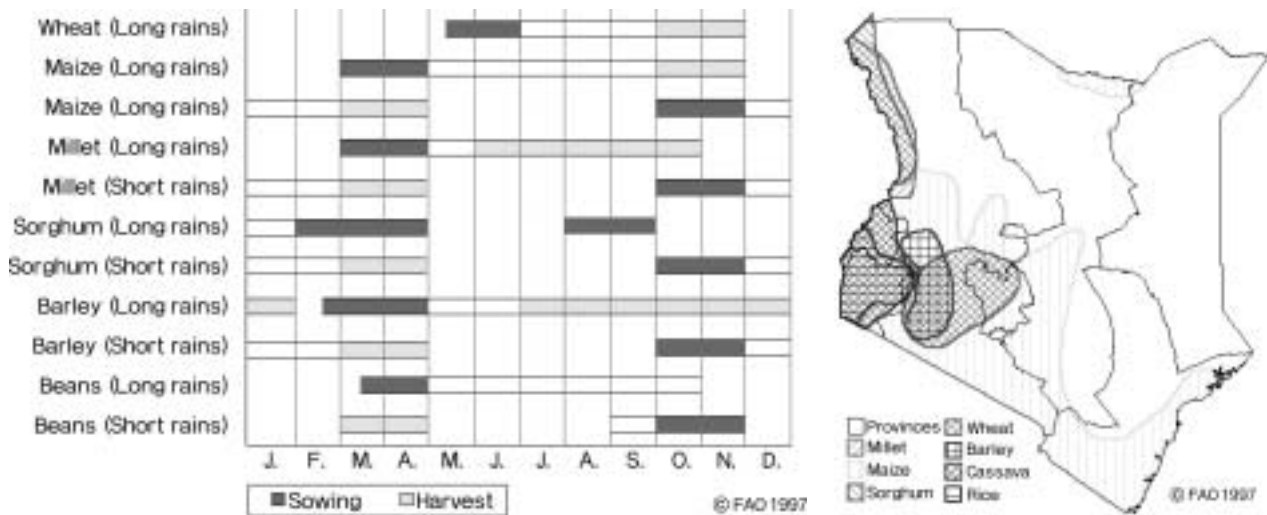 Wheat (Long rains)
Maize (Long rains)
Maize (Long rains)
Millet (Long rains)
Millet (Short rains)
Sorghum (Long rains)
Sorghum (Short rains)
Barley (Long rains)
Barley (Short rains)
Beans (Long rains)
Beans (Short rains)
J. F. M. A. M. J. J. A. S. O. N. D.
Sowing Harvest
© FAO 1997
Provinces Wheat
Millet Barley
Maize Cassava
Sorghum Rice
© FAO 1997